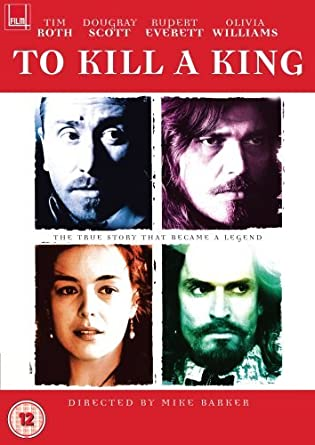 FILM4
TIM ROTH
DOUGRAY SCOTT
RUPERT EVERETT
OLIVIA WILLIAMS
TO KILL A KING
THE TRUE STORY THAT BECAME A LEGEND
DIRECTED BY MIKE BARKER
12